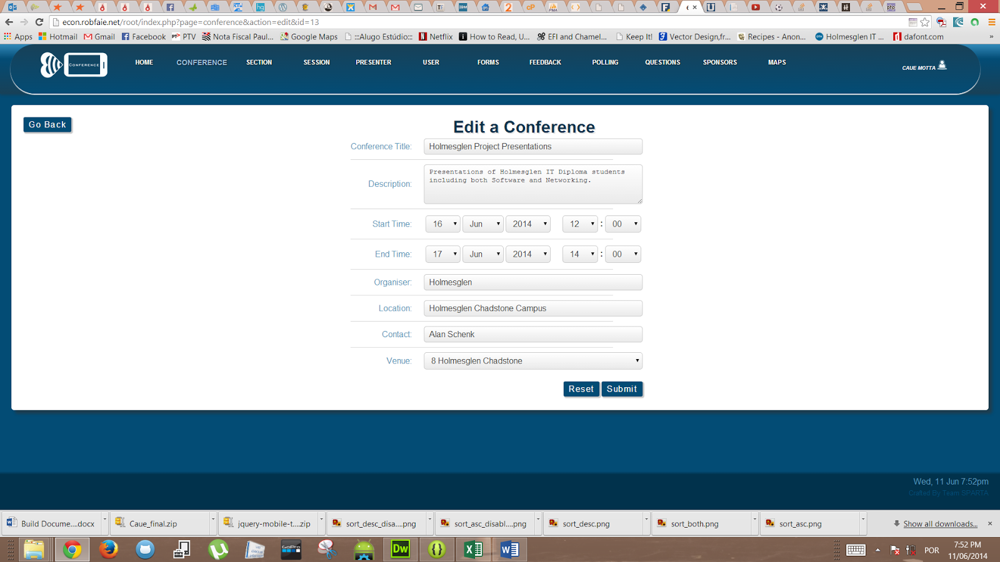 econ.robfaie.net/root/index.php?page=conference&action=edit&id=13
Apps Hotmail Gmail Facebook PTV Nota Fiscal Paul... Google Maps :::Alugo Estúdio::: Netflix How to Read, U... EFI and Chamel... Keep It! Vector Design,fr... Recipes - Anon... Holmesglen IT ... dafont.com »
CONFERENCE HOME CONFERENCE SECTION SESSION PRESENTER USER FORMS FEEDBACK POLLING QUESTIONS SPONSORS MAPS CAUE MOTTA
Go Back
Edit a Conference
Conference Title: Holmesglen Project Presentations
Description: Presentations of Holmesglen IT Diploma students
including both Software and Networking.
Start Time: 16 Jun 2014 12 : 00
End Time: 17 Jun 2014 14 : 00
Organiser: Holmesglen
Location: Holmesglen Chadstone Campus
Contact: Alan Schenk
Venue: 8 Holmesglen Chadstone
Reset Submit
Wed, 11 Jun 7:52pm
Crafted By Team SPARTA
Build Docume....docx Caue_final.zip jquery-mobile-t....zip sort_desc_disa....png sort_asc_disabl....png sort_desc.png sort_both.png sort_asc.png Show all downloads...
GoPro Dw POR 7:52 PM
11/06/2014